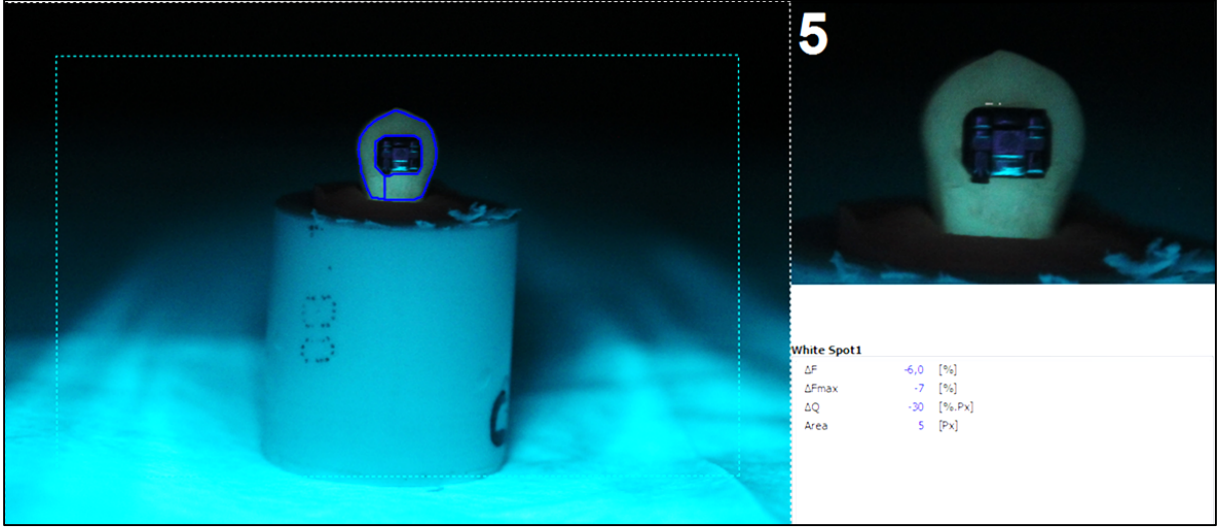 5
White Spot1
ΔF -6,0 [%]
ΔFmax -7 [%]
ΔQ -30 [%.Px]
Area 5 [Px]